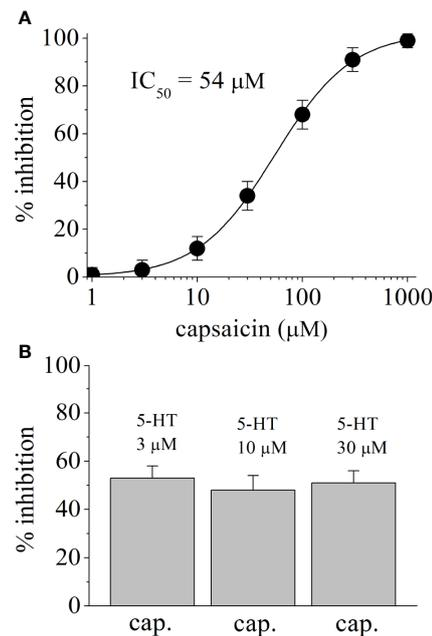 A
IC50 = 54 μM
% inhibition
100
80
60
40
20
0
1
10
100
1000
capsaicin (μM)
B
% inhibition
100
80
60
40
20
0
5-HT
3 μM
5-HT
10 μM
5-HT
30 μM
cap.
cap.
cap.